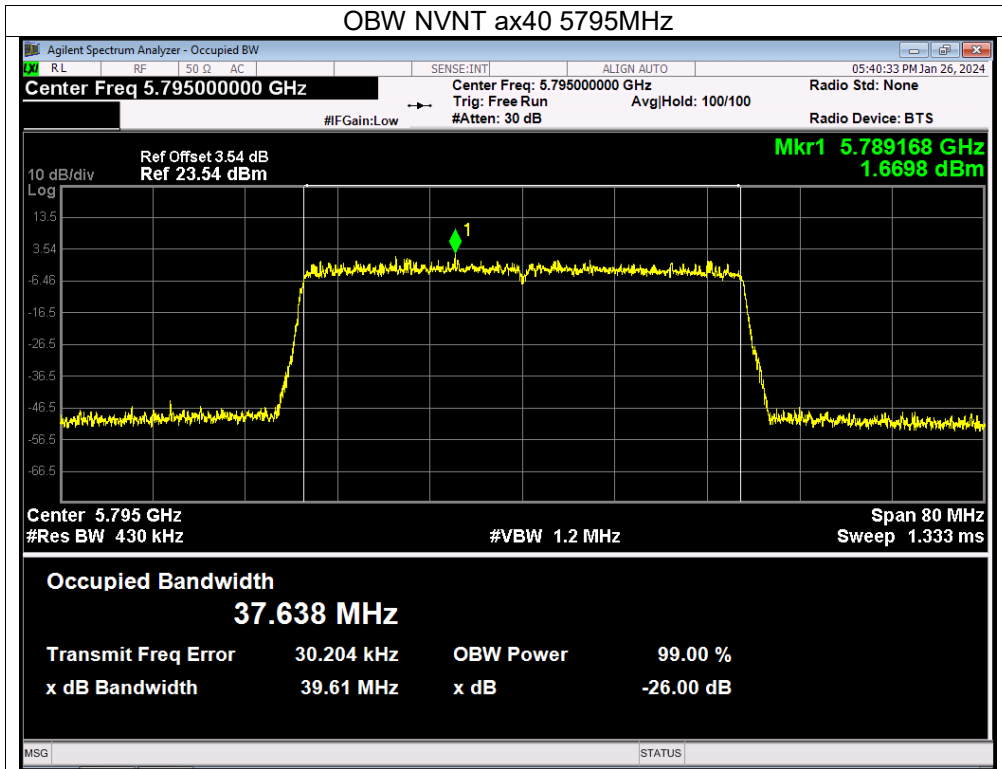 OBW NVNT ax40 5795MHz
Agilent Spectrum Analyzer - Occupied BW
LXI RL RF 50 Ω AC SENSE:INT ALIGN AUTO 05:40:33 PM Jan 26, 2024
Center Freq 5.795000000 GHz Center Freq: 5.795000000 GHz Radio Std: None
Trig: Free Run Avg|Hold: 100/100
#IFGain:Low #Atten: 30 dB Radio Device: BTS
Ref Offset 3.54 dB Mkr1 5.789168 GHz
10 dB/div Ref 23.54 dBm 1.6698 dBm
Log
13.5
1
3.54
-6.46
-16.5
-26.5
-36.5
-46.5
-56.5
-66.5
Center 5.795 GHz Span 80 MHz
#Res BW 430 kHz #VBW 1.2 MHz Sweep 1.333 ms
Occupied Bandwidth
37.638 MHz
Transmit Freq Error 30.204 kHz OBW Power 99.00 %
x dB Bandwidth 39.61 MHz x dB -26.00 dB
MSG STATUS